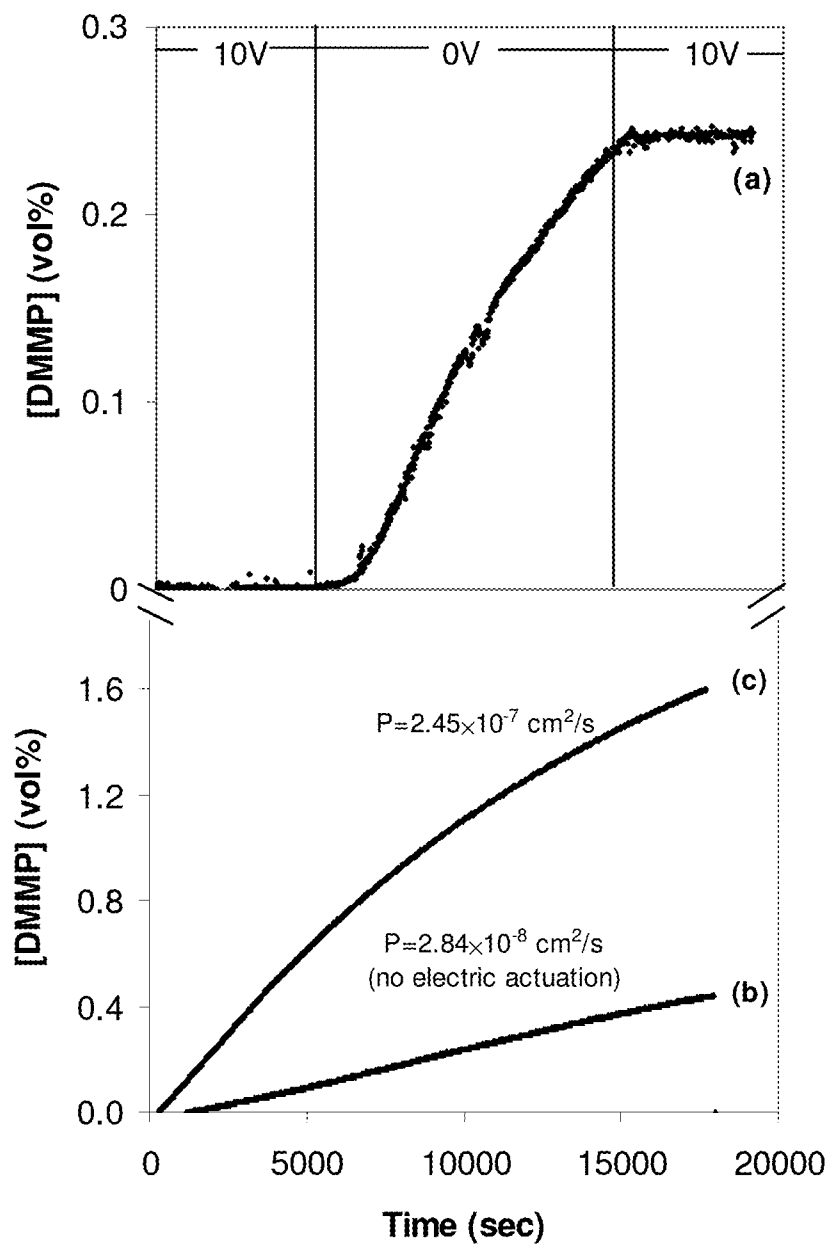 0.3
10V
0V
10V
(a)
0.2
[DMMP] (vol%)
0.1
0
(c)
1.6
P=2.45×10⁻⁷ cm²/s
1.2
[DMMP] (vol%)
0.8
P=2.84×10⁻⁸ cm²/s
(no electric actuation)
(b)
0.4
0.0
0 5000 10000 15000 20000
Time (sec)